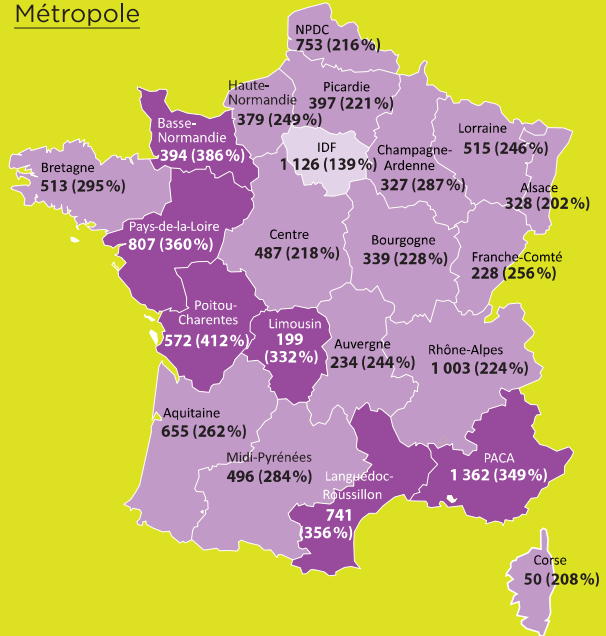 Métropole
NPDC
753 (216%)
Haute-
Normandie
379 (249%)
Picardie
397 (221%)
Basse-
Normandie
394 (386%)
IDF
1 126 (139%)
Champagne-
Ardenne
327 (287%)
Lorraine
515 (246%)
Alsace
328 (202%)
Bretagne
513 (295%)
Pays-de-la-Loire
807 (360%)
Centre
487 (218%)
Bourgogne
339 (228%)
Franche-Comté
228 (256%)
Poitou-
Charentes
572 (412%)
Limousin
199
(332%)
Auvergne
234 (244%)
Rhône-Alpes
1 003 (224%)
Aquitaine
655 (262%)
Midi-Pyrénées
496 (284%)
Languedoc-
Roussillon
741
(356%)
PACA
1 362 (349%)
Corse
50 (208%)